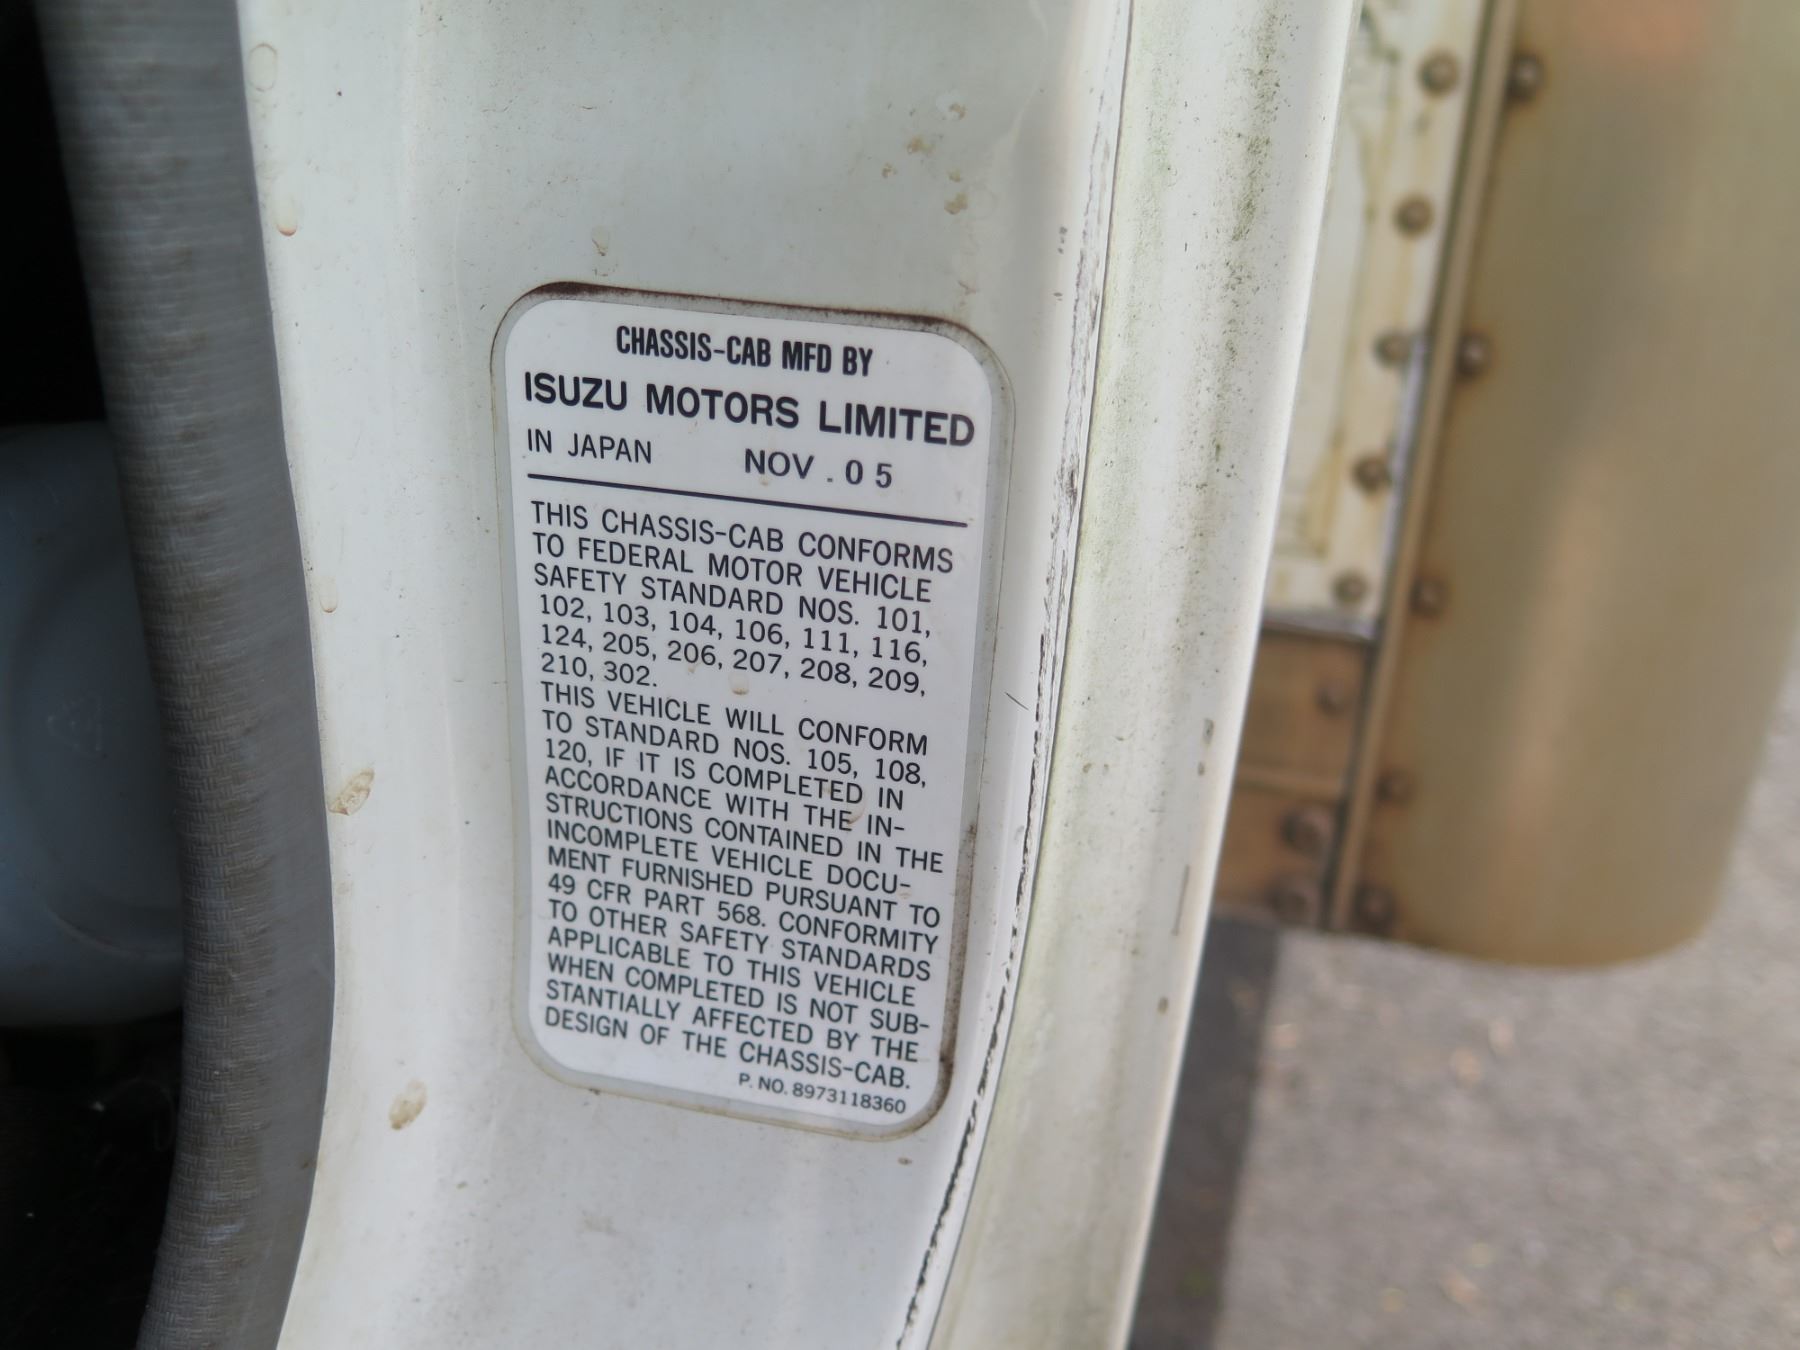 CHASSIS-CAB MFD BY
ISUZU MOTORS LIMITED
IN JAPAN NOV . 05
THIS CHASSIS-CAB CONFORMS
TO FEDERAL MOTOR VEHICLE
SAFETY STANDARD NOS. 101,
102, 103, 104, 106, 111, 116,
124, 205, 206, 207, 208, 209,
210, 302.
THIS VEHICLE WILL CONFORM
TO STANDARD NOS. 105, 108,
120, IF IT IS COMPLETED IN
ACCORDANCE WITH THE IN-
STRUCTIONS CONTAINED IN THE
INCOMPLETE VEHICLE DOCU-
MENT FURNISHED PURSUANT TO
49 CFR PART 568. CONFORMITY
TO OTHER SAFETY STANDARDS
APPLICABLE TO THIS VEHICLE
WHEN COMPLETED IS NOT SUB-
STANTIALLY AFFECTED BY THE
DESIGN OF THE CHASSIS-CAB.
P. NO. 8973118360